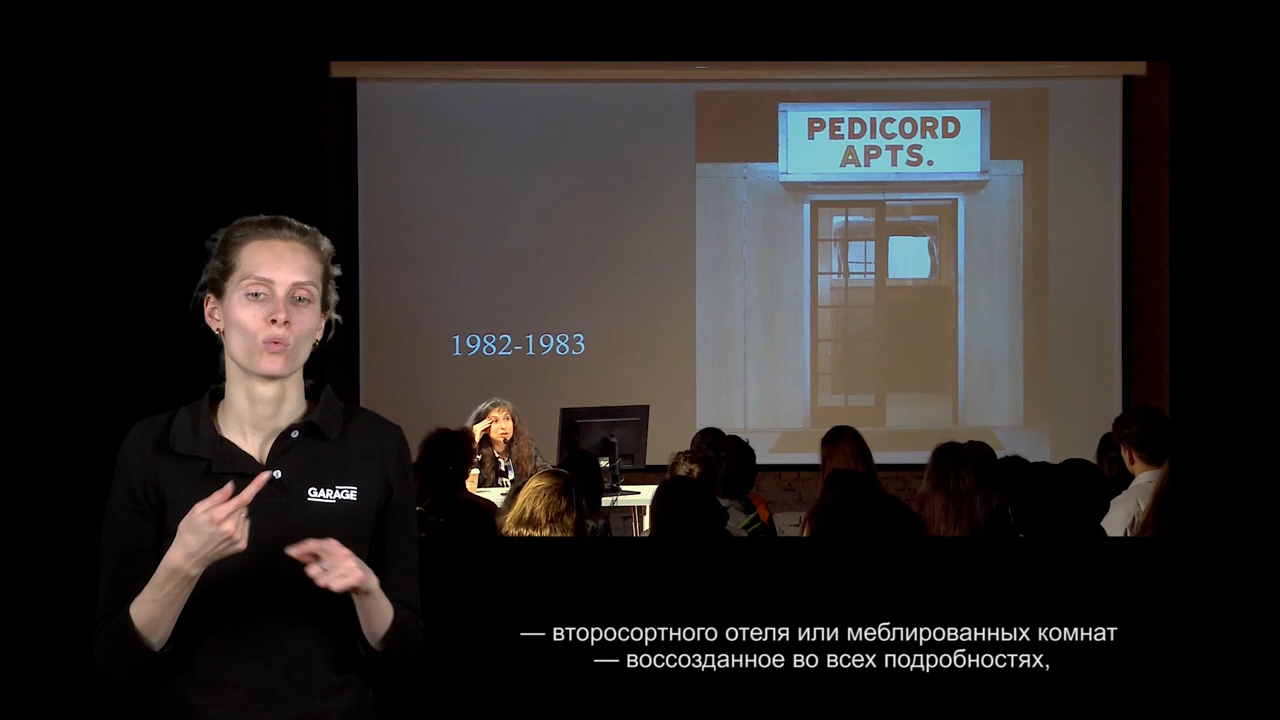 PEDICORD
APTS.
1982-1983
GARAGE
— второсортного отеля или меблированных комнат
— воссозданное во всех подробностях,